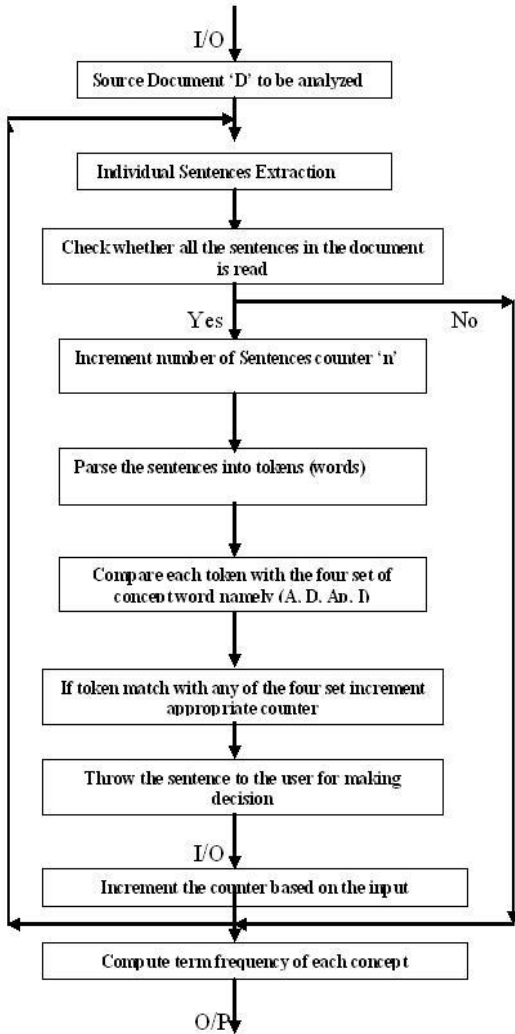 I/O
Source Document ‘D’ to be analyzed
Individual Sentences Extraction
Check whether all the sentences in the document
is read
Yes
No
Increment number of Sentences counter ‘n’
Parse the sentences into tokens (words)
Compare each token with the four set of
concept word namely (A, D, Ap, I)
If token match with any of the four set increment
appropriate counter
Throw the sentence to the user for making
decision
I/O
Increment the counter based on the input
Compute term frequency of each concept
O/P